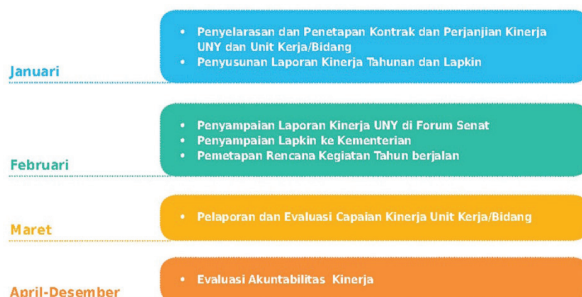 Januari
• Penyelarasan dan Penetapan Kontrak dan Perjanjian Kinerja
UNY dan Unit Kerja/Bidang
• Penyusunan Laporan Kinerja Tahunan dan Lapkin
Februari
• Penyampaian Laporan Kinerja UNY di Forum Senat
• Penyampaian Lapkin ke Kementerian
• Pemetapan Rencana Kegiatan Tahun berjalan
Maret
• Pelaporan dan Evaluasi Capaian Kinerja Unit Kerja/Bidang
April-Desember
• Evaluasi Akuntabilitas Kinerja